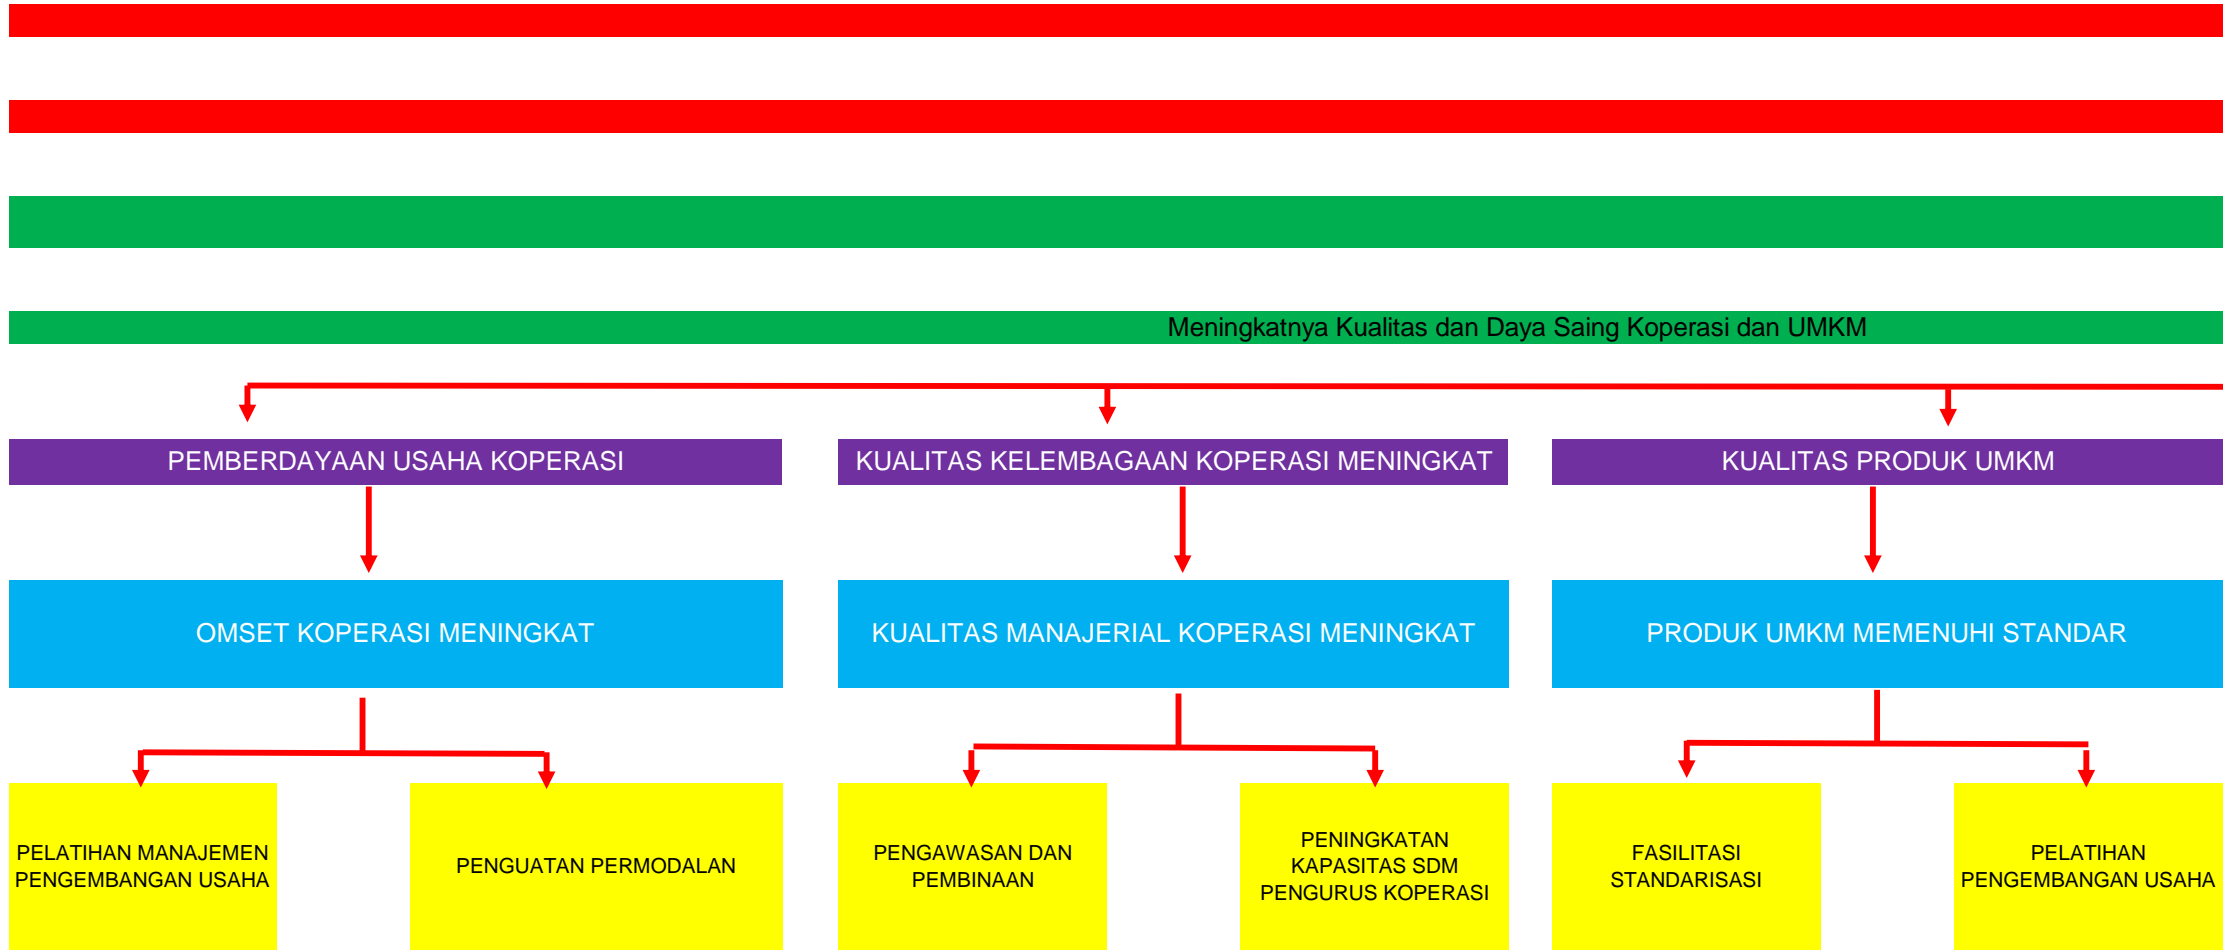 Meningkatnya Kualitas dan Daya Saing Koperasi dan UMKM
PEMBERDAYAAN USAHA KOPERASI
KUALITAS KELEMBAGAAN KOPERASI MENINGKAT
KUALITAS PRODUK UMKM
OMSET KOPERASI MENINGKAT
KUALITAS MANAJERIAL KOPERASI MENINGKAT
PRODUK UMKM MEMENUHI STANDAR
PELATIHAN MANAJEMEN
PENGEMBANGAN USAHA
PENGUATAN PERMODALAN
PENGAWASAN DAN
PEMBINAAN
PENINGKATAN
KAPASITAS SDM
PENGURUS KOPERASI
FASILITASI
STANDARISASI
PELATIHAN
PENGEMBANGAN USAHA